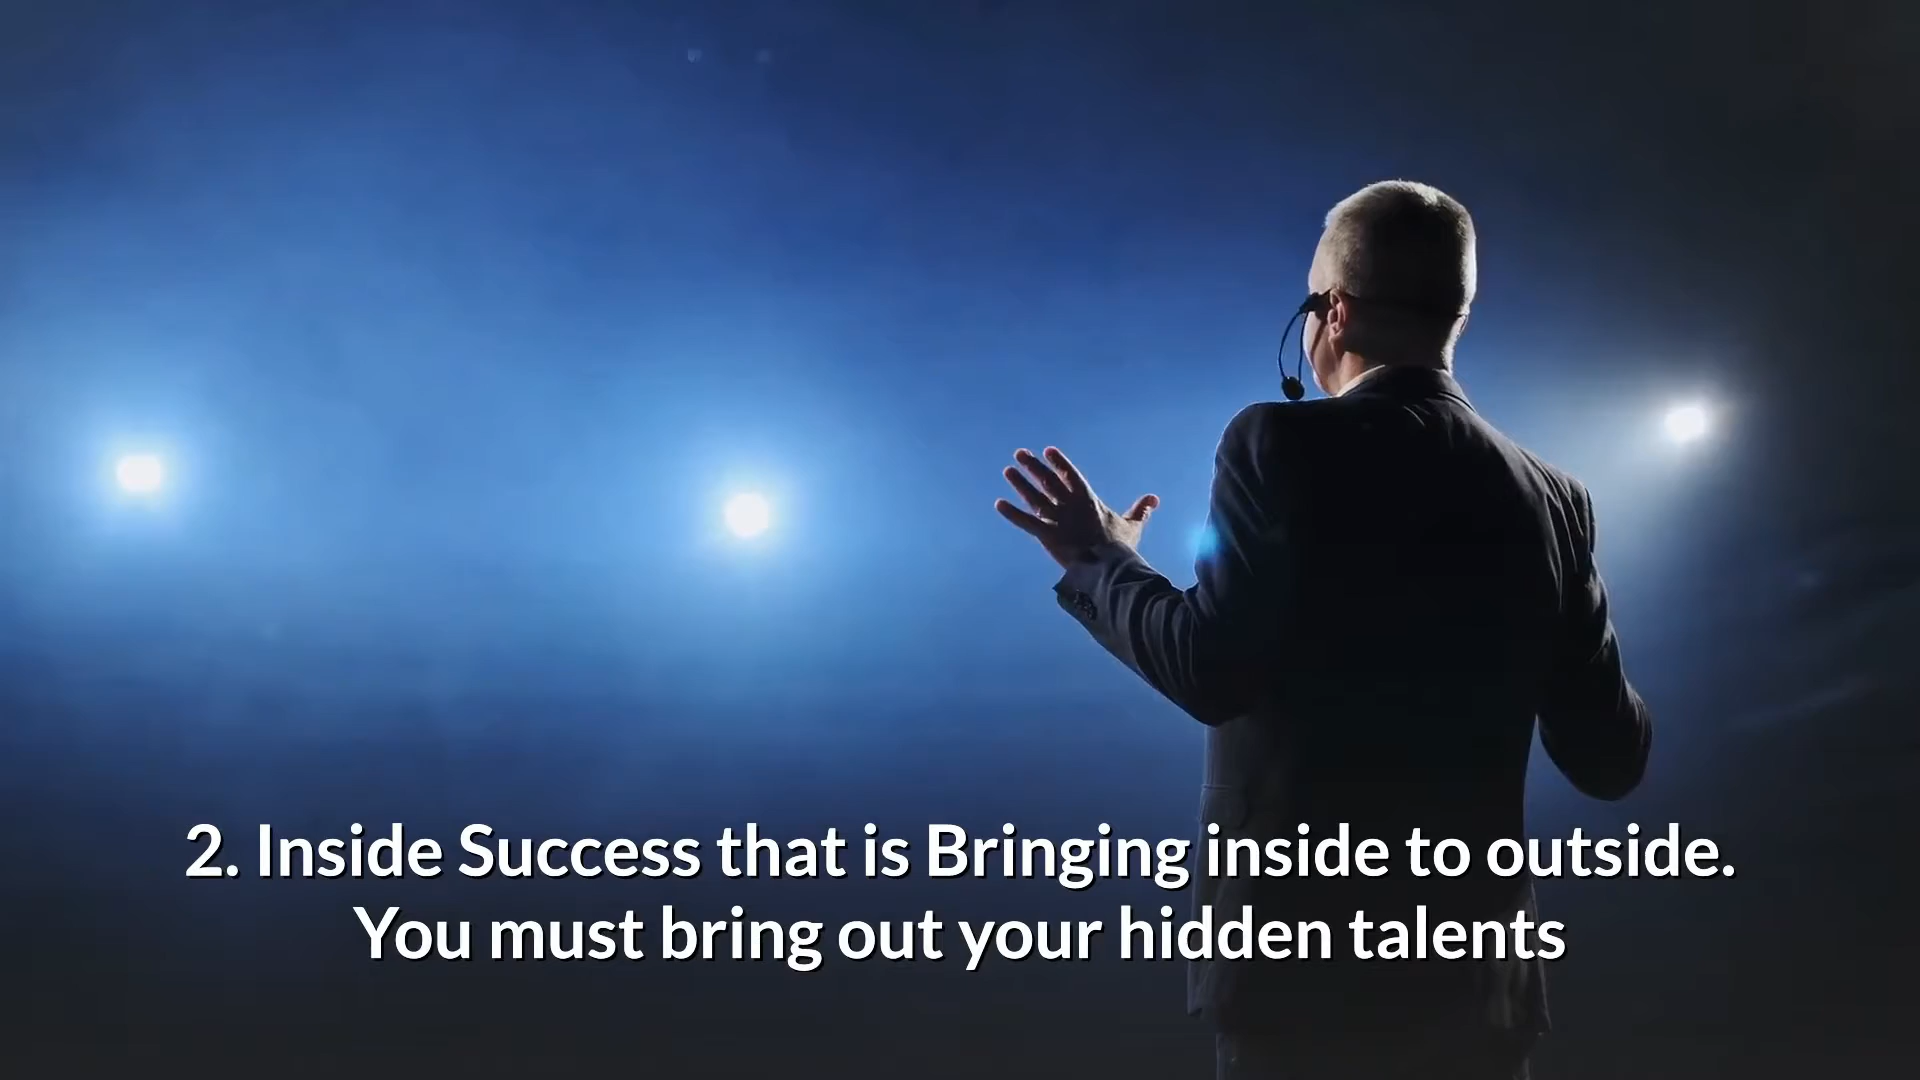 2. Inside Success that is Bringing inside to outside.
You must bring out your hidden talents